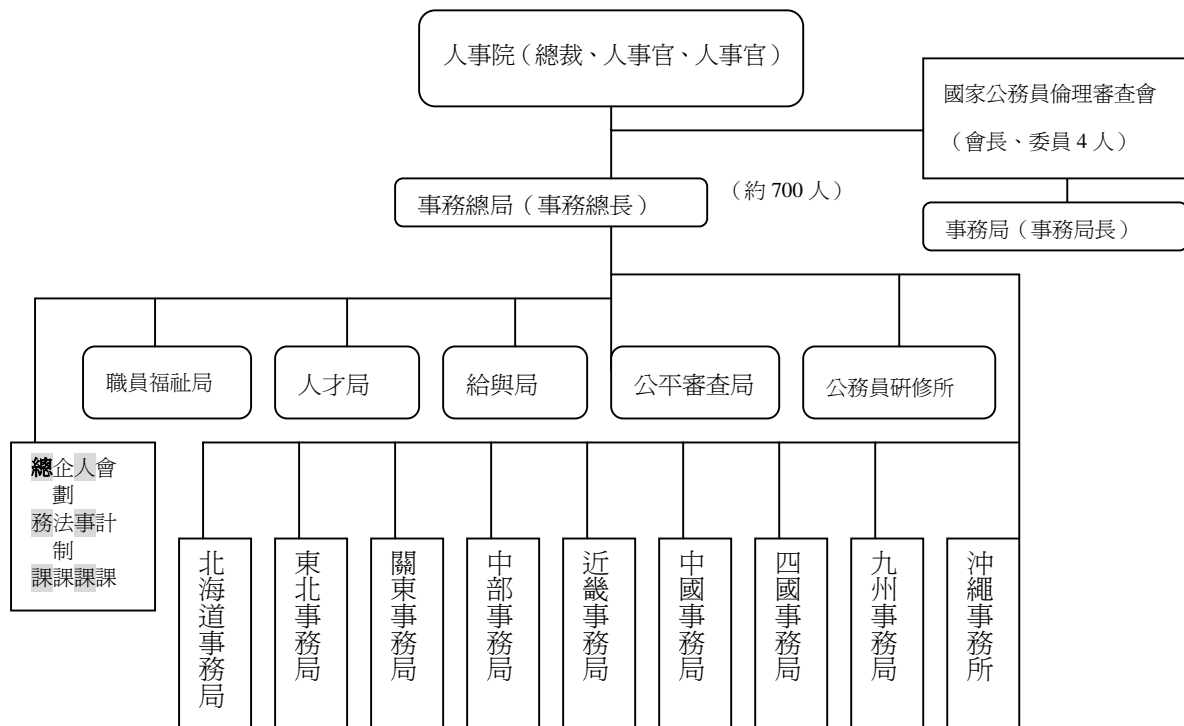 人事院（總裁、人事官、人事官）
國家公務員倫理審查會
（會長、委員 4 人）
事務總局（事務總長）
（約 700 人）
事務局（事務局長）
職員福祉局
人才局
給與局
公平審查局
公務員研修所
總企人會
劃
務法事計
制
課課課課
北海道事務局
東北事務局
關東事務局
中部事務局
近畿事務局
中國事務局
四國事務局
九州事務局
沖繩事務所